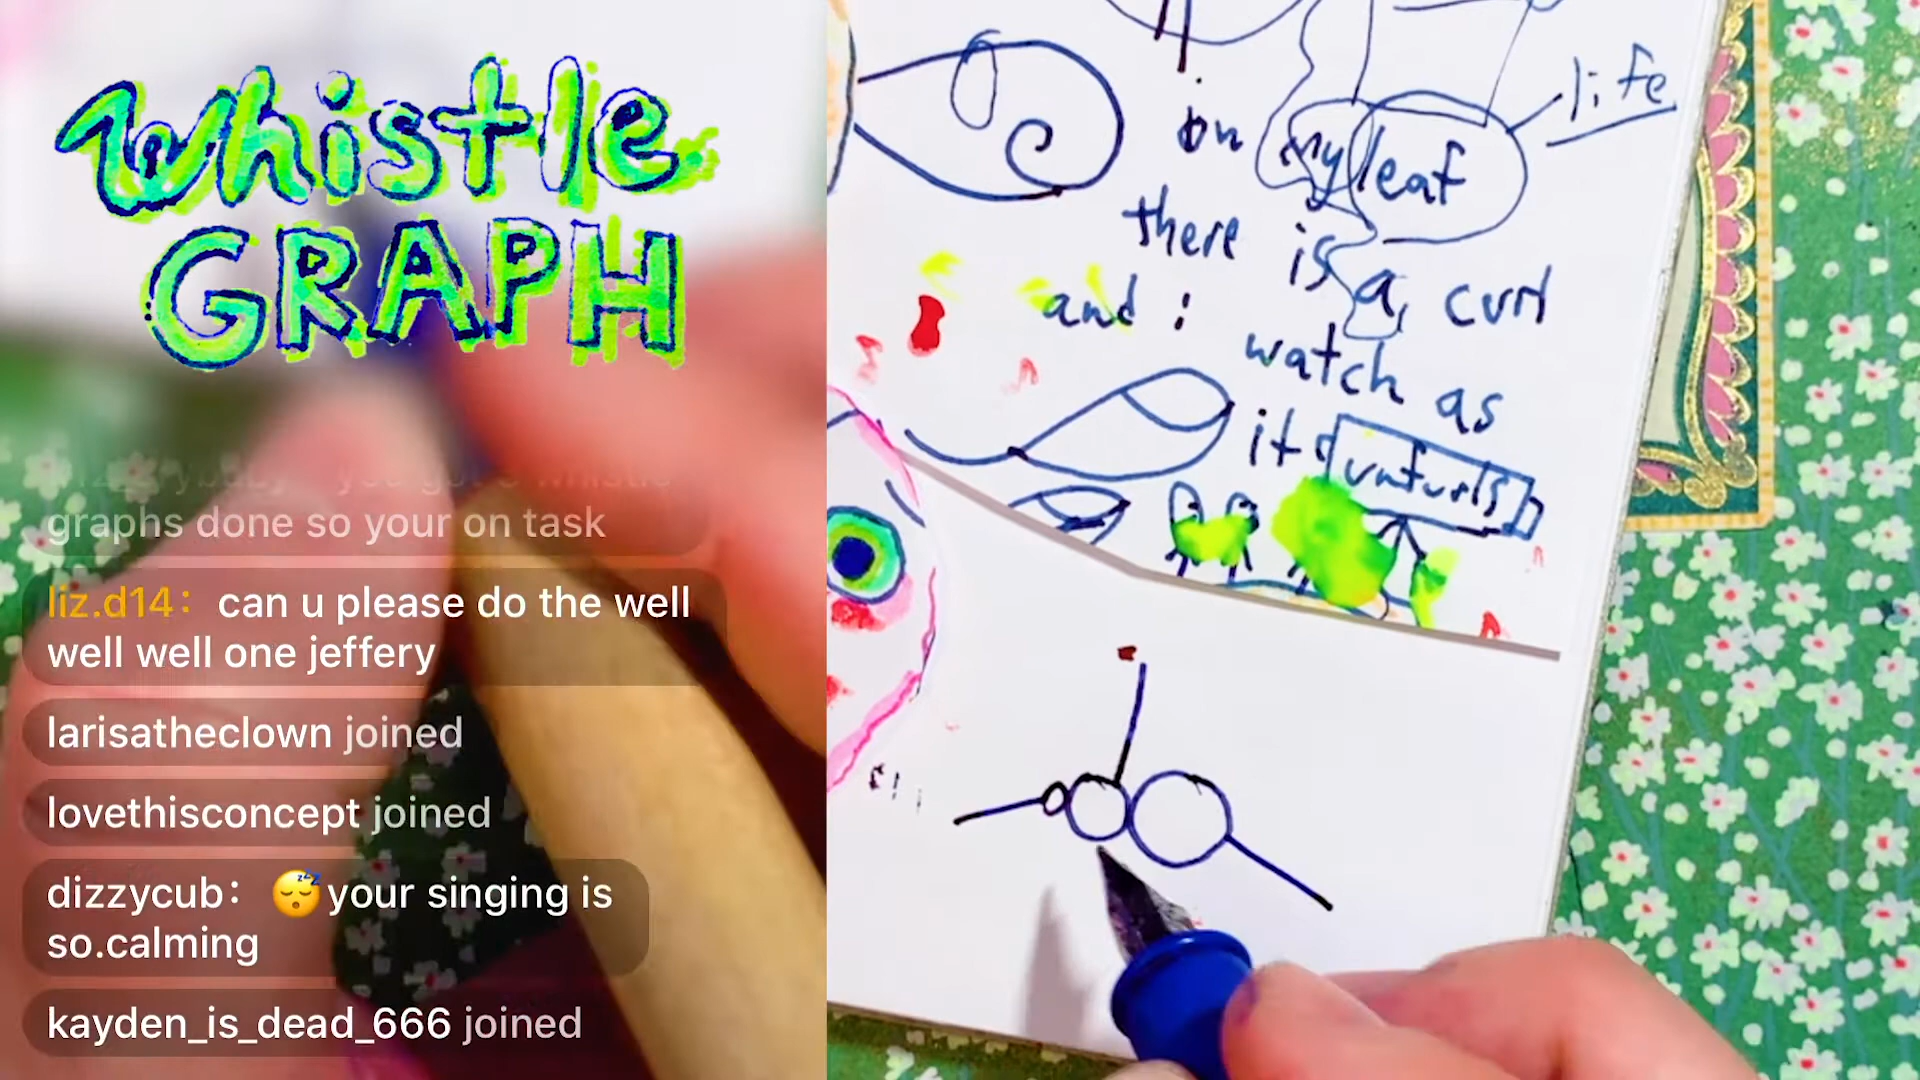 Whistle
GRAPH
graphs done so your on task
liz.d14: can u please do the well
well well one jeffery
larisatheclown joined
lovethisconcept joined
dizzycub: 😴your singing is
so.calming
kayden_is_dead_666 joined
life
on my leaf
there is a curl
and :
watch as
it unfurls